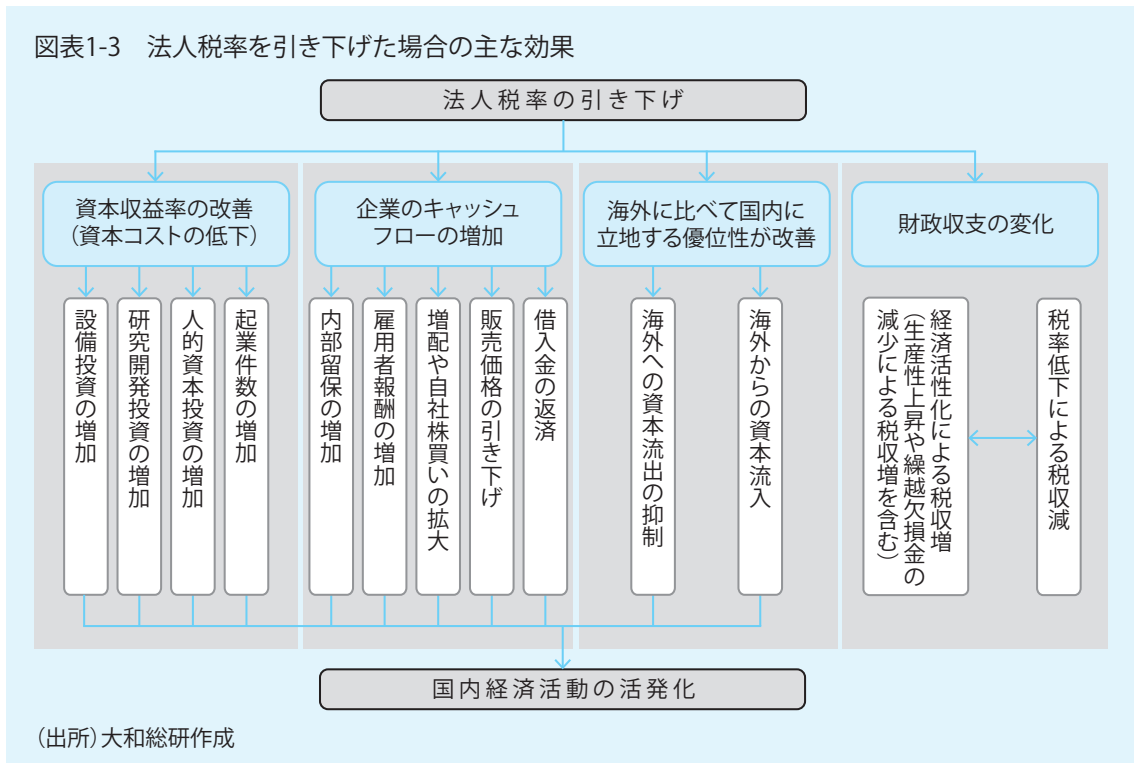 図表1-3　法人税率を引き下げた場合の主な効果
法人税率の引き下げ
資本収益率の改善
（資本コストの低下）
設備投資の増加
研究開発投資の増加
人的資本投資の増加
起業件数の増加
企業のキャッシュ
フローの増加
内部留保の増加
雇用者報酬の増加
増配や自社株買いの拡大
販売価格の引き下げ
借入金の返済
海外に比べて国内に
立地する優位性が改善
海外への資本流出の抑制
海外からの資本流入
財政収支の変化
経済活性化による税収増
（生産性上昇や繰越欠損金の
減少による税収増を含む）
税率低下による税収減
国内経済活動の活発化
（出所）大和総研作成